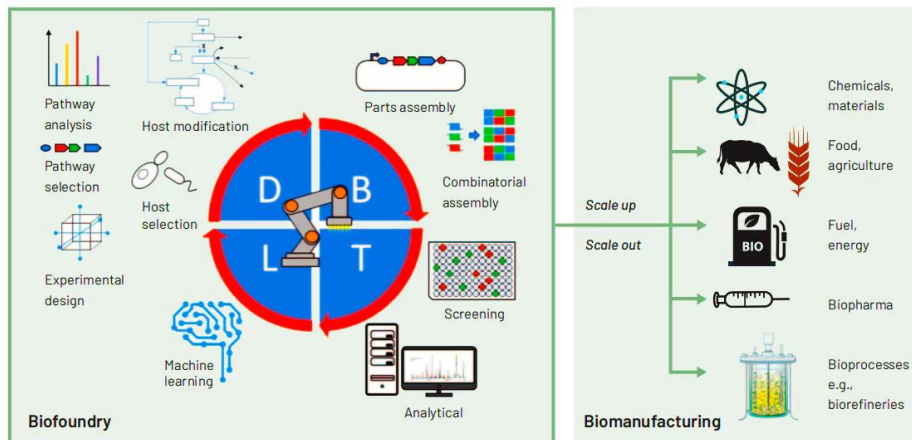 Pathway
analysis
Host modification
Pathway
selection
Host
selection
Experimental
design
D
B
L
T
Parts assembly
Combinatorial
assembly
Screening
Machine
learning
Analytical
Biofoundry
Scale up
Scale out
Chemicals,
materials
Food,
agriculture
BIO
Fuel,
energy
Biopharma
Bioprocesses
e.g.,
biorefineries
Biomanufacturing